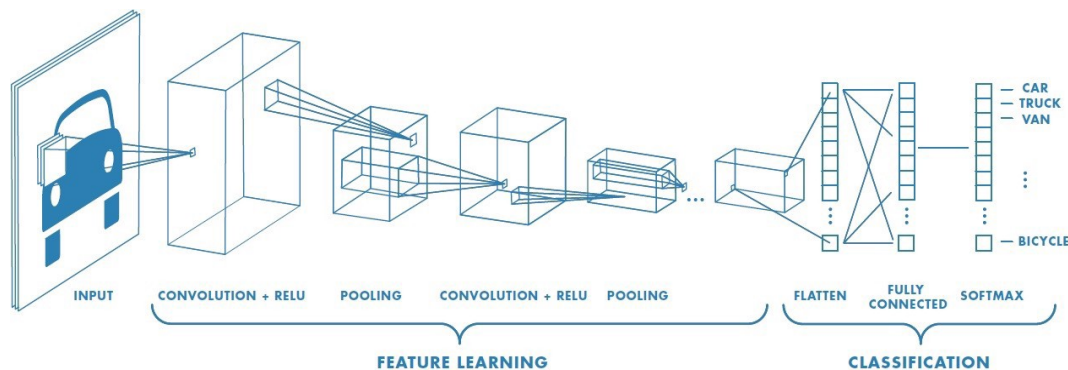 CAR
TRUCK
VAN
BICYCLE
INPUT
CONVOLUTION + RELU
POOLING
CONVOLUTION + RELU
POOLING
FLATTEN
FULLY
CONNECTED
SOFTMAX
FEATURE LEARNING
CLASSIFICATION